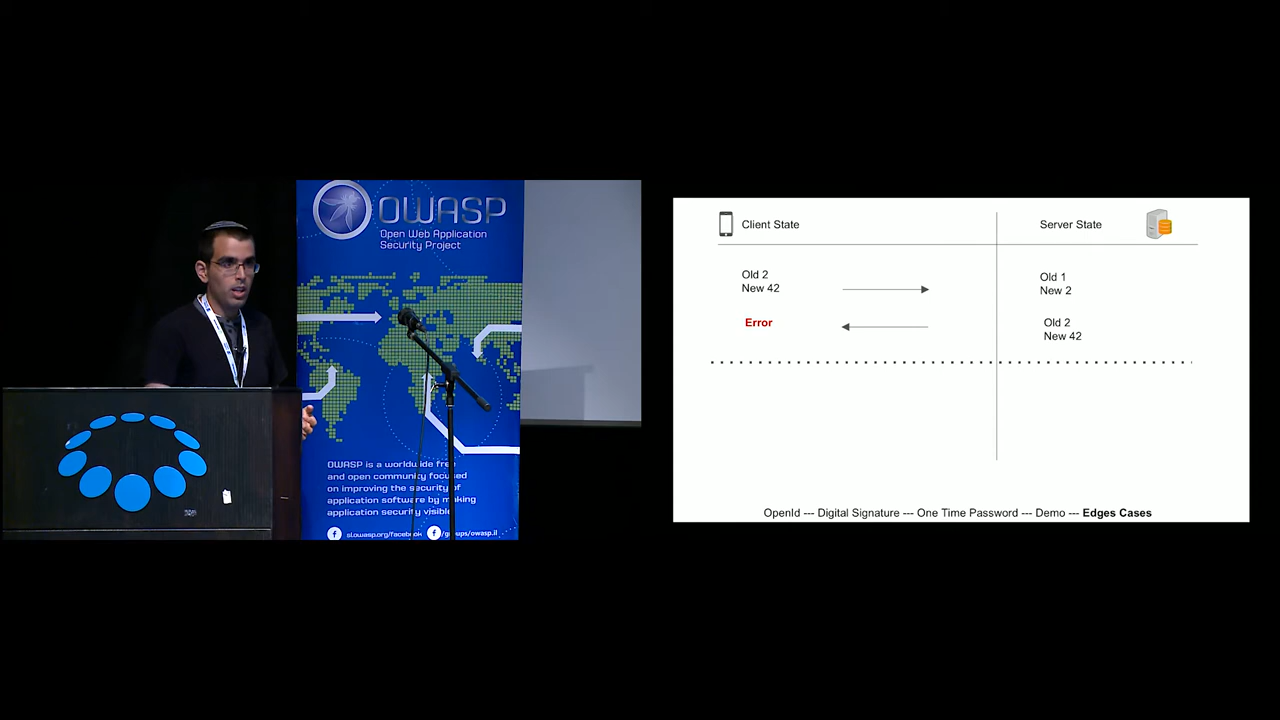 OWASP
Open Web Application
Security Project
OWASP is a worldwide free
and open community focused
on improving the security of
application software by making
application security visible
Client State
Server State
Old 2
New 42
Old 1
New 2
Error
Old 2
New 42
OpenId --- Digital Signature --- One Time Password --- Demo --- Edges Cases